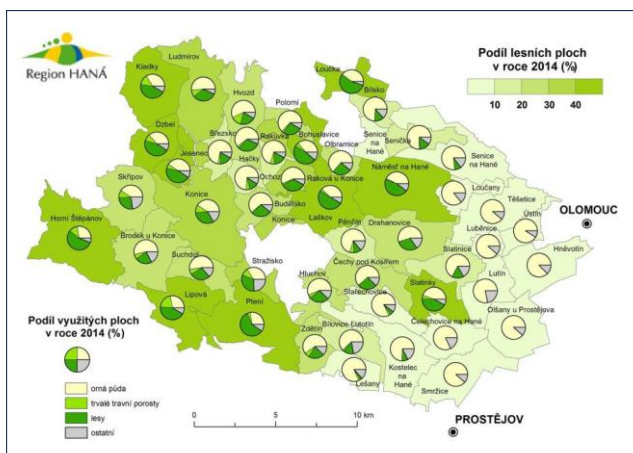 Region HANÁ
Podíl lesních ploch
v roce 2014 (%)
10 20 30 40
Kladky
Ludmírov
Hvozd
Polomí
Loučka
Bílsko
Dzbel
Březsko
Rakůvka
Bohuslavice
Senice
na
Hané
Senička
Senice na
Hané
Jesenec
Hačky
Olbramice
Skřípov
Ochoz
Raková u Konice
Náměšť na Hané
Loučany
Těšetice
Konice
Budětsko
Ústín
OLOMOUC
Horní Štěpánov
Konice
Laškov
Pěnčín
Drahanovice
Luběnice
Brodek u Konice
Slatinice
Hněvotín
Suchdol
Stražisko
Čechy pod Kosířem
Lutín
Hluchov
Slatinky
Lipová
Ptení
Stařechovice
Olšany u Prostějova
Podíl využitých ploch
v roce 2014 (%)
Zdětín
Bílovice-Lutotín
Čelechovice na Hané
orná půda
trvalé travní porosty
lesy
ostatní
Lešany
Kostelec
na
Hané
Smržice
0 5 10 km
PROSTĚJOV